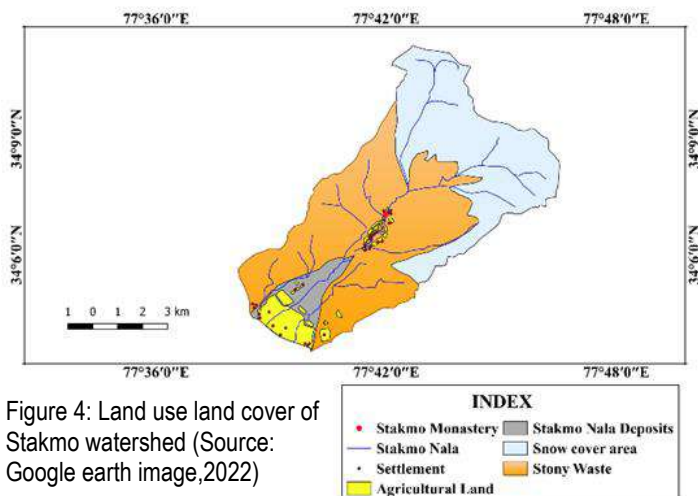 77°36'0"E 77°42'0"E 77°48'0"E
34°9'0"N 34°9'0"N
34°6'0"N 34°6'0"N
1 0 1 2 3 km
77°36'0"E 77°42'0"E 77°48'0"E
Figure 4: Land use land cover of
Stakmo watershed (Source:
Google earth image,2022)
INDEX
Stakmo Monastery Stakmo Nala Deposits
Stakmo Nala Snow cover area
Settlement Stony Waste
Agricultural Land